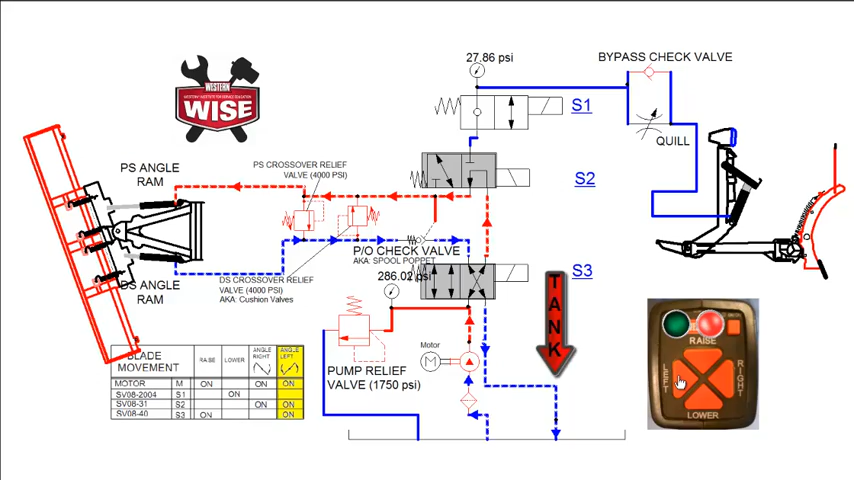 27.86 psi
BYPASS CHECK VALVE
WESTERN
WISE
S1
QUILL
PS ANGLE
RAM
PS CROSSOVER RELIEF
VALVE (4000 PSI)
S2
P/O CHECK VALVE
AKA: SPOOL POPPET
DS ANGLE
RAM
DS CROSSOVER RELIEF
VALVE (4000 PSI)
AKA: Cushion Valves
286.02 psi
S3
TANK
Motor
M
PUMP RELIEF
VALVE (1750 psi)
RAISE
LEFT
RIGHT
LOWER
BLADE
MOVEMENT
RAISE
LOWER
ANGLE
RIGHT
ANGLE
LEFT
MOTOR M ON ON ON
SV08-2004 S1 ON
SV08-31 S2 ON ON
SV08-40 S3 ON ON